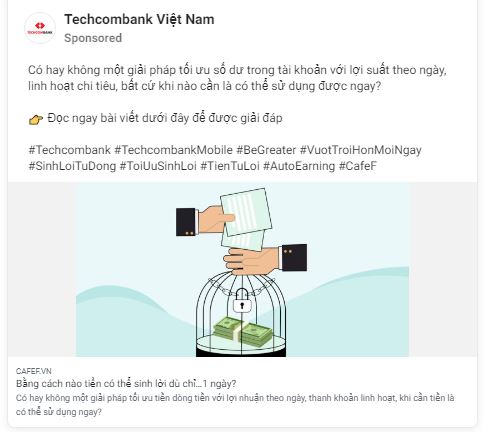 Techcombank Việt Nam
TECHCOMBANK
Sponsored
Có hay không một giải pháp tối ưu số dư trong tài khoản với lợi suất theo ngày,
linh hoạt chi tiêu, bất cứ khi nào cần là có thể sử dụng được ngay?
👉 Đọc ngay bài viết dưới đây để được giải đáp
#Techcombank #TechcombankMobile #BeGreater #VuotTroiHonMoiNgay
#SinhLoiTuDong #ToiUuSinhLoi #TienTuLoi #AutoEarning #CafeF
CAFEF.VN
Bằng cách nào tiền có thể sinh lời dù chỉ...1 ngày?
Có hay không một giải pháp tối ưu tiền dòng tiền với lợi nhuận theo ngày, thanh khoản linh hoạt, khi cần tiền là
có thể sử dụng ngay?